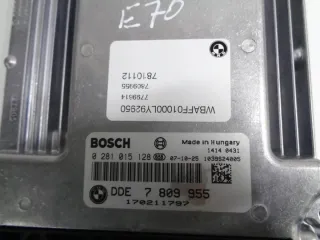 E70
7810112
7809955
7799614
WBAFF01000LY92950
BOSCH
Made in Hungary
0 281 015 128
07-10-25
1414 0431
1039S24005
DDE 7 809 955
170211797